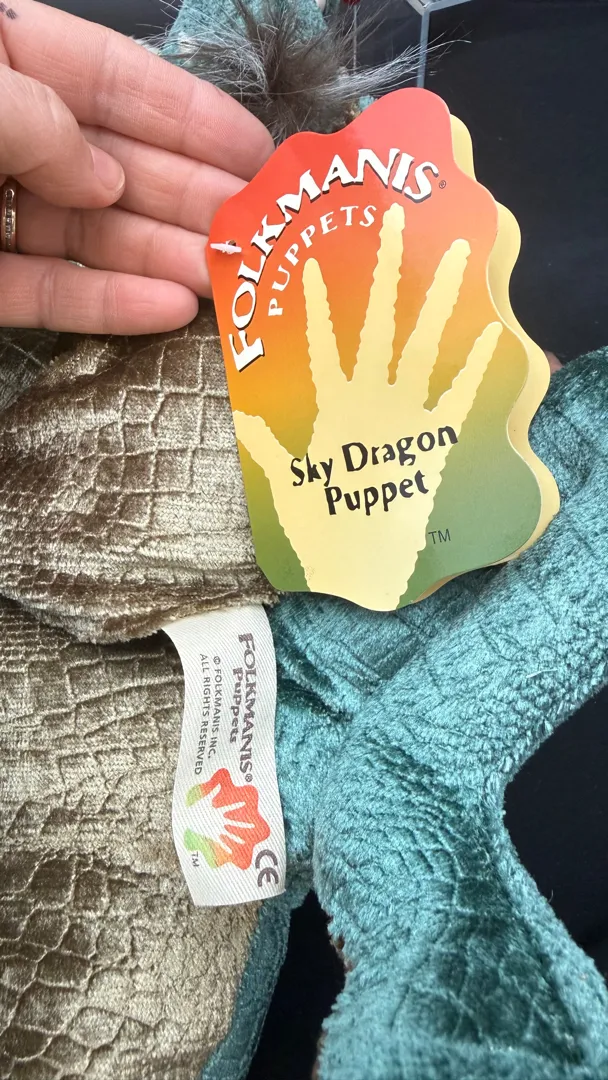 FOLKMANIS®
PUPPETS
Sky Dragon
Puppet
TM
FOLKMANIS®
Puppets
© FOLKMANIS INC.
ALL RIGHTS RESERVED
TM
CE